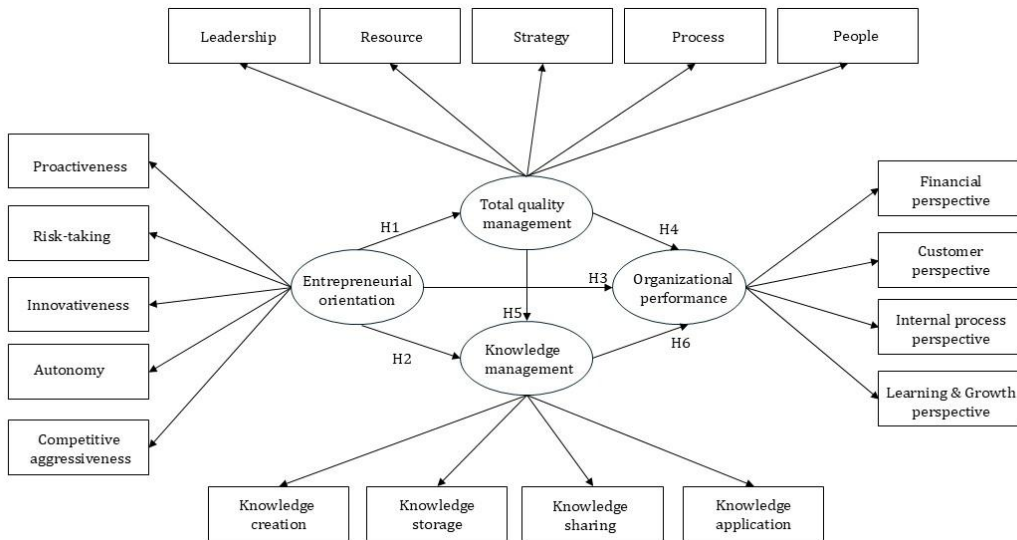 Leadership
Resource
Strategy
Process
People
Proactiveness
Risk-taking
Innovativeness
Autonomy
Competitive
aggressiveness
H1
Total quality
management
H4
Entrepreneurial
orientation
H3
Organizational
performance
H5
H2
Knowledge
management
H6
Financial
perspective
Customer
perspective
Internal process
perspective
Learning & Growth
perspective
Knowledge
creation
Knowledge
storage
Knowledge
sharing
Knowledge
application